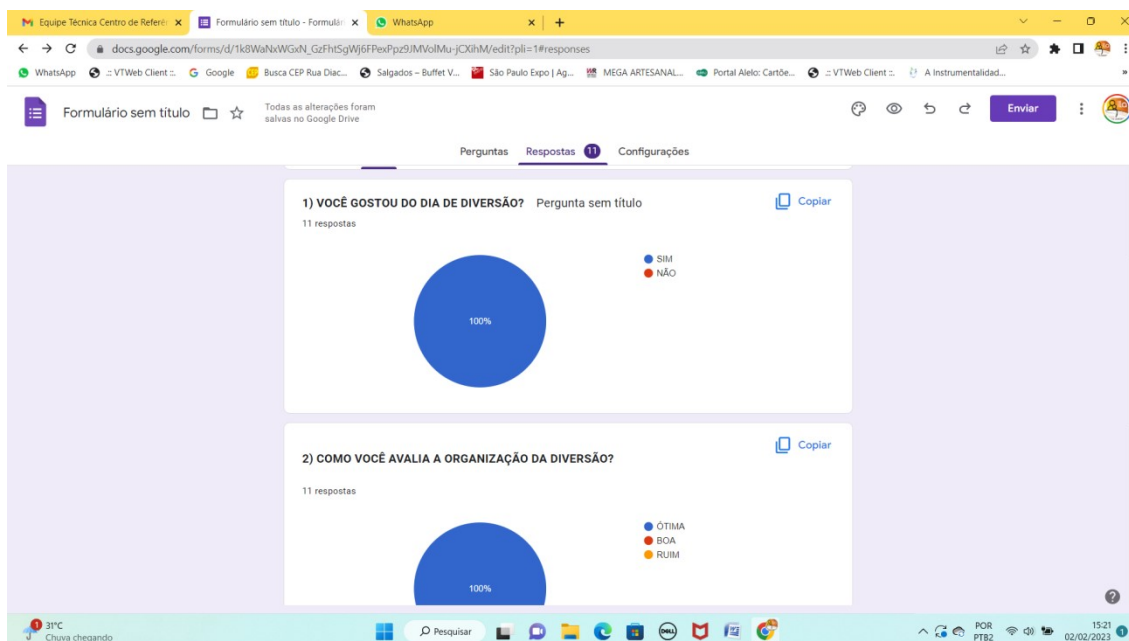 Equipe Técnica Centro de Referê
Formulário sem título - Formulár
WhatsApp
docs.google.com/forms/d/1k8WaNxWGxN_GzFhtSgWj6FPexPpz9JMVolMu-jCXihM/edit?pli=1#responses
WhatsApp
.:: VTWeb Client ::.
Google
Busca CEP Rua Diac...
Salgados – Buffet V...
São Paulo Expo | Ag...
MEGA ARTESANAL...
Portal Alelo: Cartõe...
.:: VTWeb Client ::.
A Instrumentalidad...
»
Formulário sem título
Todas as alterações foram
salvas no Google Drive
Enviar
Perguntas Respostas 11 Configurações
1) VOCÊ GOSTOU DO DIA DE DIVERSÃO? Pergunta sem título
Copiar
11 respostas
SIM
NÃO
100%
2) COMO VOCÊ AVALIA A ORGANIZAÇÃO DA DIVERSÃO?
Copiar
11 respostas
ÓTIMA
BOA
RUIM
100%
1
31°C
Chuva chegando
Pesquisar
DELL
POR
PTB2
15:21
02/02/2023
1